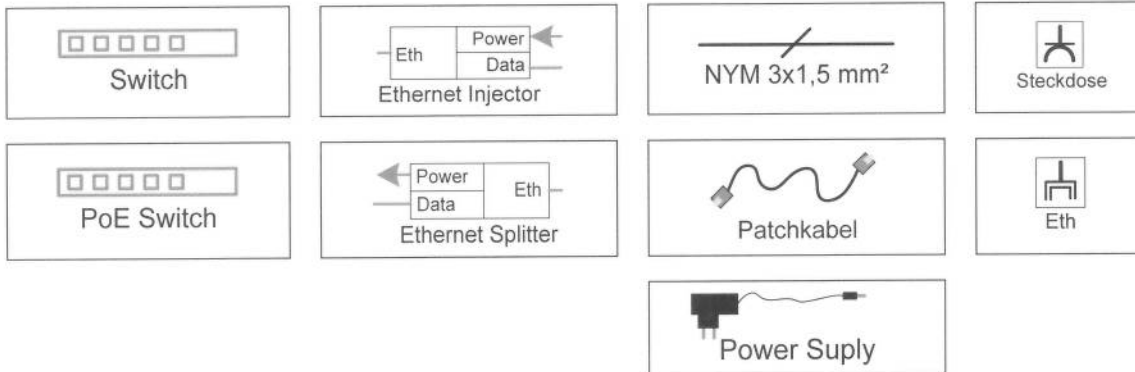 Switch
Eth
Power
Data
Ethernet Injector
NYM 3x1,5 mm²
Steckdose
PoE Switch
Power
Data
Eth
Ethernet Splitter
Patchkabel
Eth
Power Suply